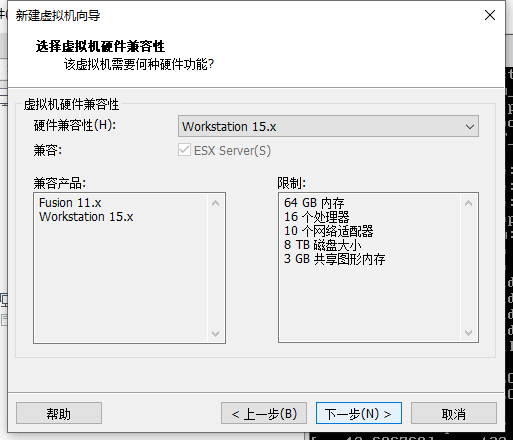 新建虚拟机向导
选择虚拟机硬件兼容性
该虚拟机需要何种硬件功能?
虚拟机硬件兼容性
硬件兼容性(H):
Workstation 15.x
兼容:
ESX Server(S)
兼容产品:
Fusion 11.x
Workstation 15.x
限制:
64 GB 内存
16 个处理器
10 个网络适配器
8 TB 磁盘大小
3 GB 共享图形内存
帮助
< 上一步(B)
下一步(N) >
取消